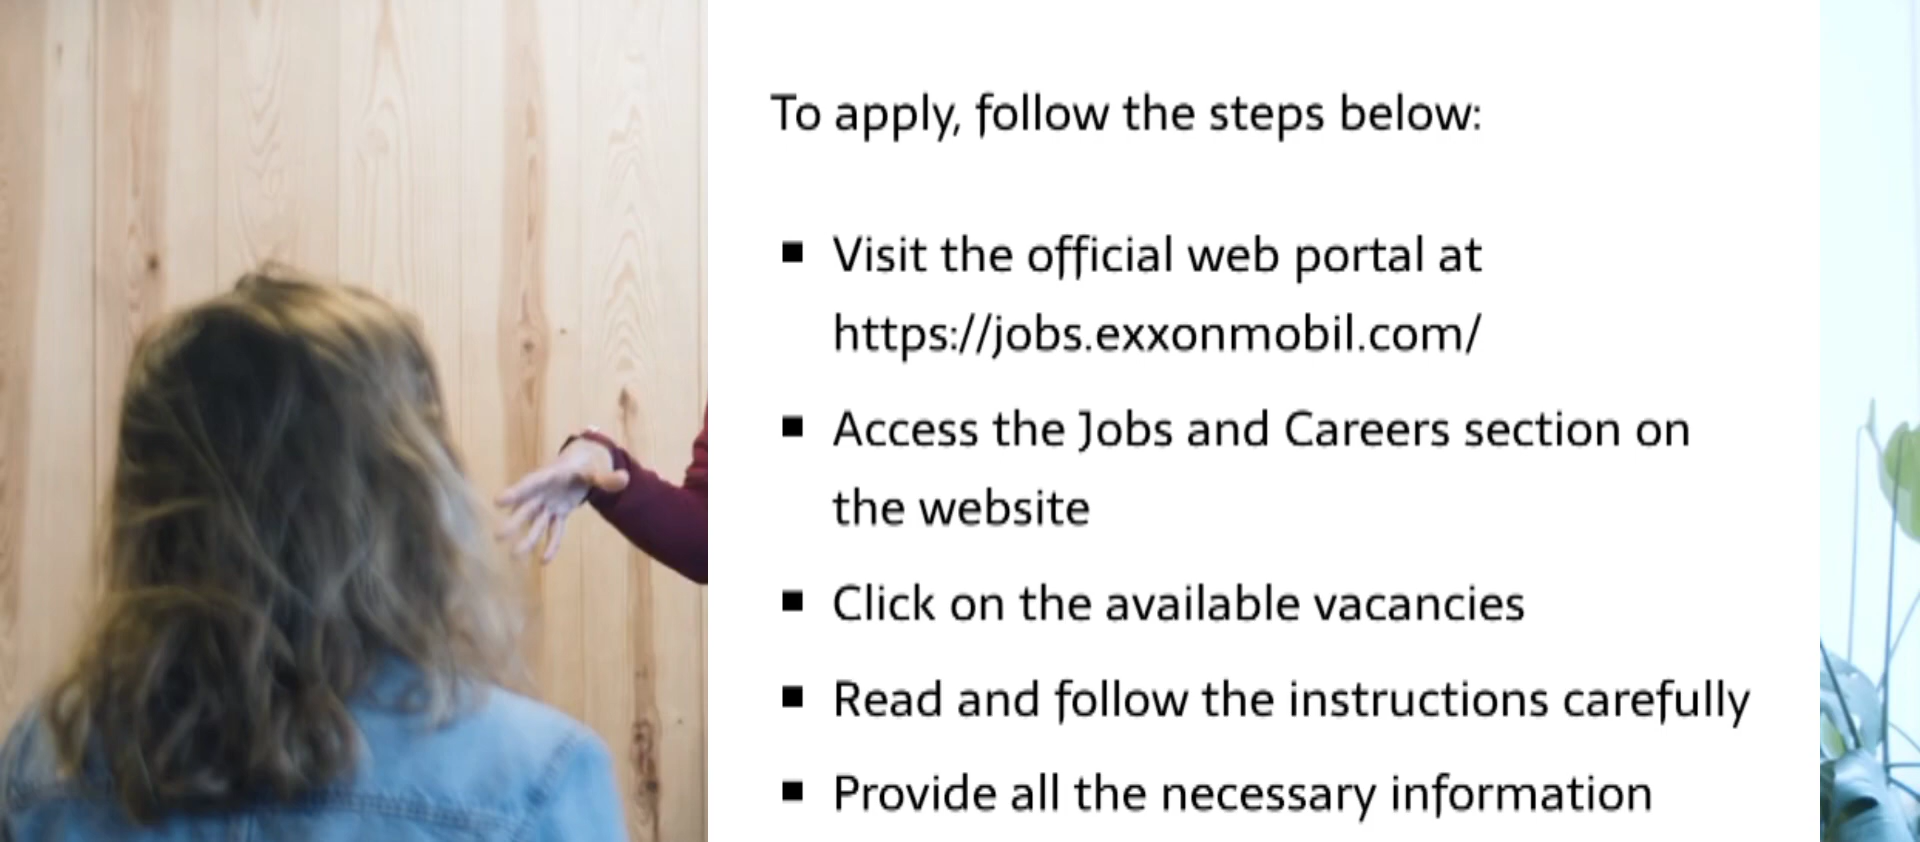 To apply, follow the steps below:
▪ Visit the official web portal at
https://jobs.exxonmobil.com/
▪ Access the Jobs and Careers section on
the website
▪ Click on the available vacancies
▪ Read and follow the instructions carefully
▪ Provide all the necessary information